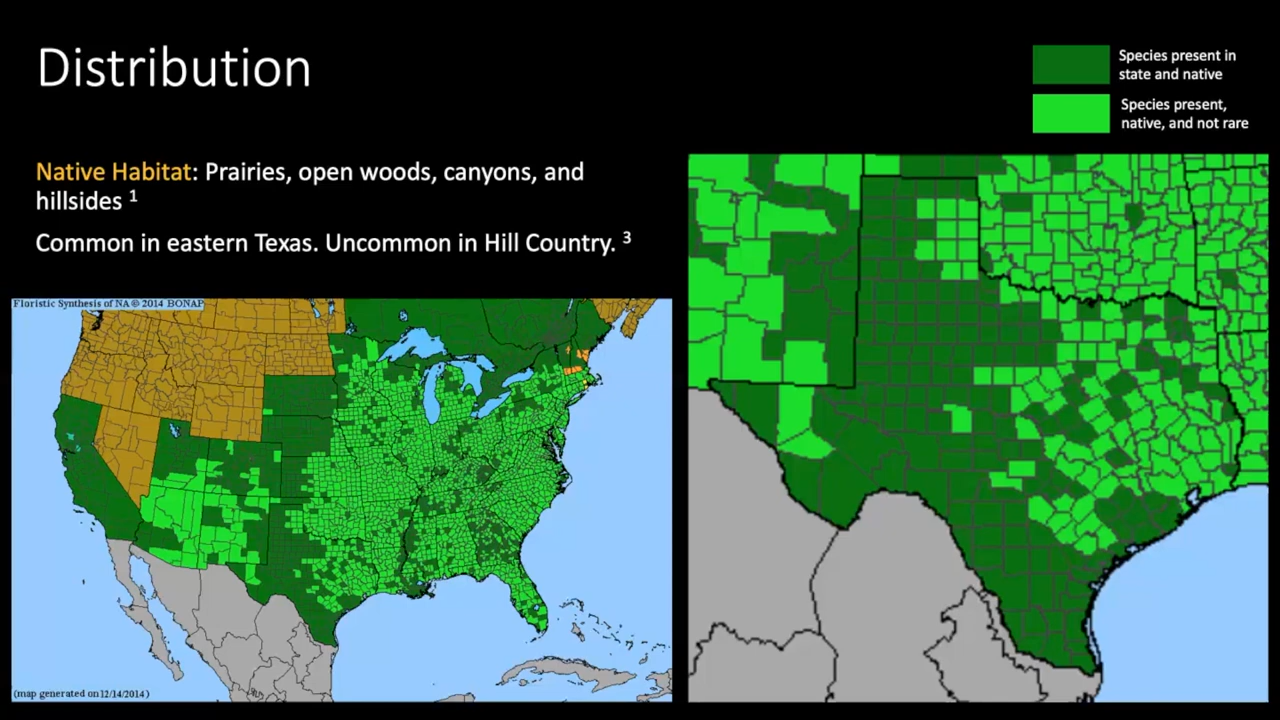 Distribution
Species present in
state and native
Species present,
native, and not rare
Native Habitat: Prairies, open woods, canyons, and
hillsides 1
Common in eastern Texas. Uncommon in Hill Country. 3
Floristic Synthesis of NA © 2014 BONAP
(map generated on 12/14/2014)